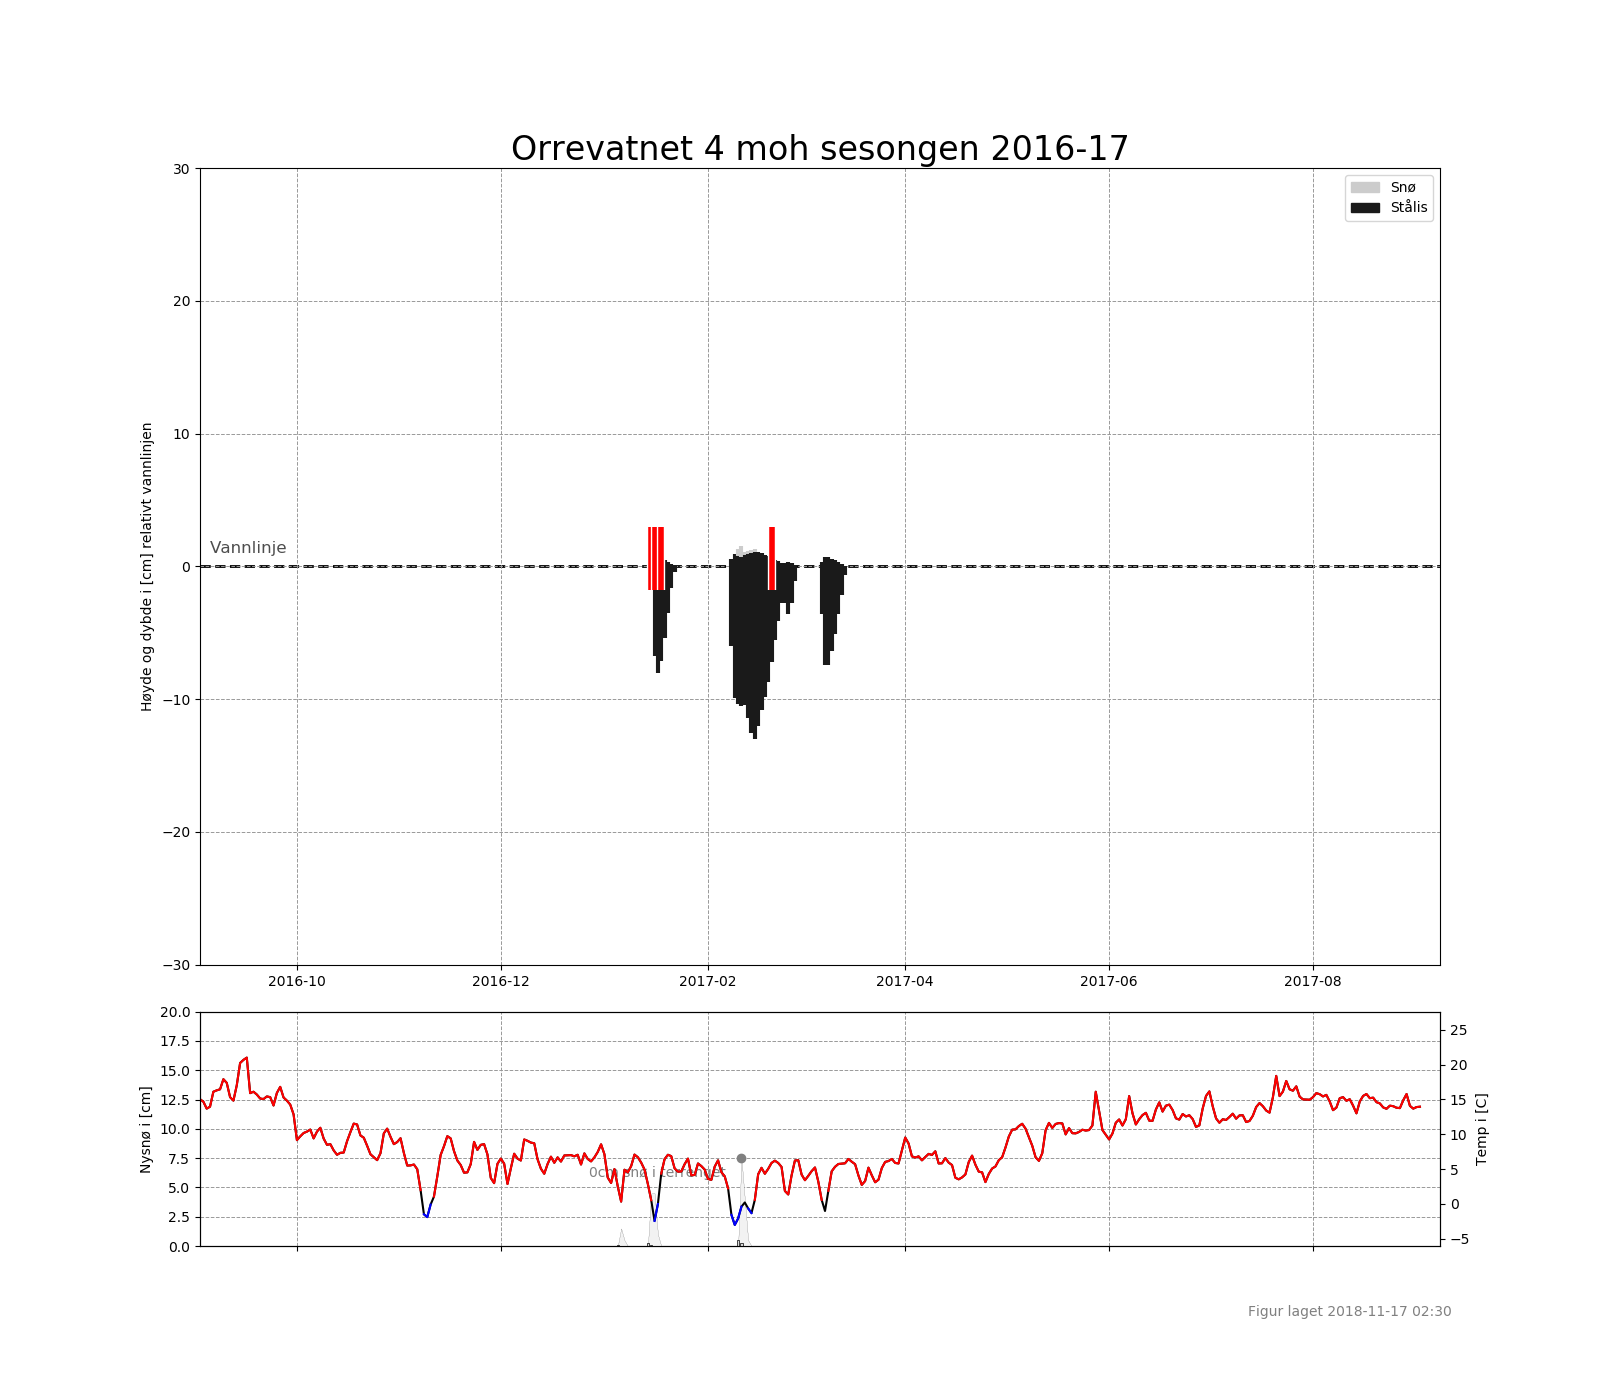 Orrevatnet 4 moh sesongen 2016-17
30
20
10
0
−10
−20
−30
Høyde og dybde i [cm] relativt vannlinjen
Snø
Stålis
Vannlinje
2016-10 2016-12 2017-02 2017-04 2017-06 2017-08
20.0
17.5
15.0
12.5
10.0
7.5
5.0
2.5
0.0
Nysnø i [cm]
0cm snø i terrenget
25
20
15
10
5
0
−5
Temp i [C]
Figur laget 2018-11-17 02:30